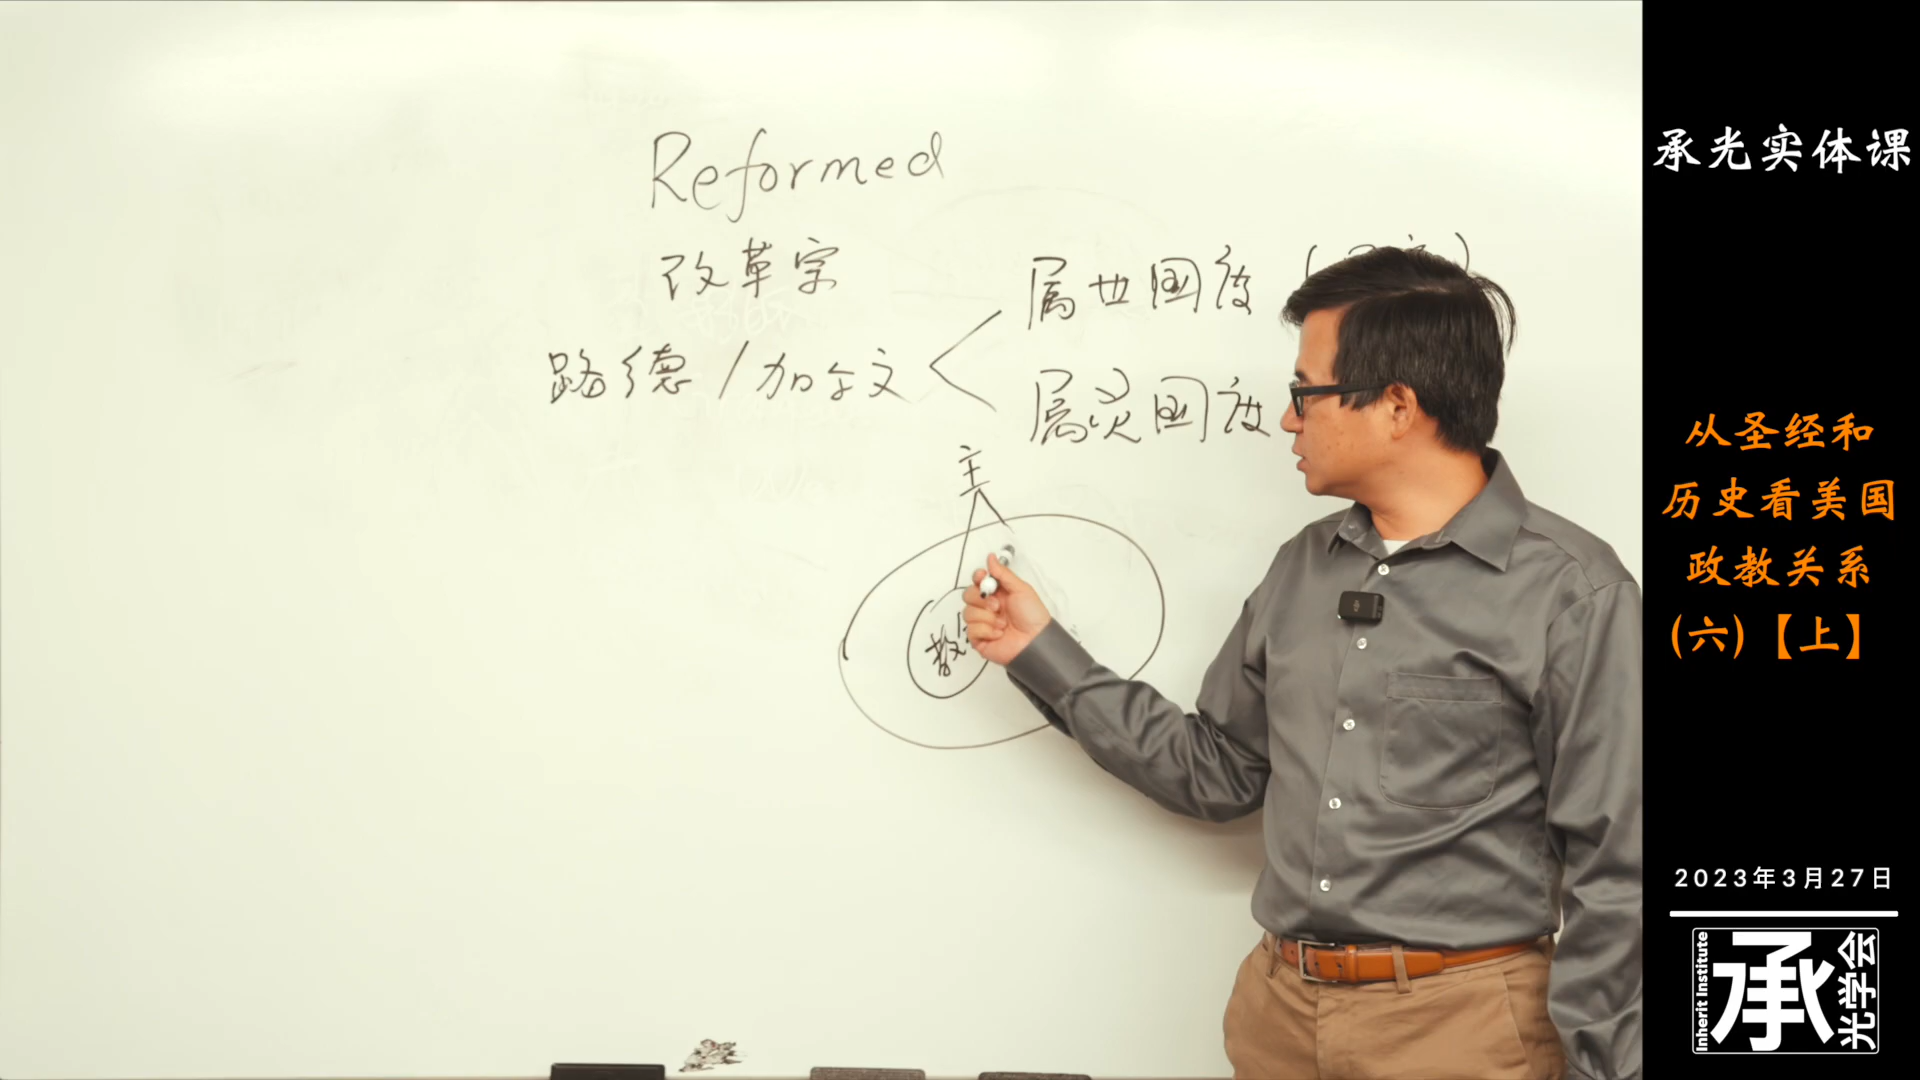 Reformed
改革宗
路德 / 加尔文
属世国度
属灵国度
主
教
承光实体课
从圣经和
历史看美国
政教关系
(六)【上】
2023年3月27日
Inherit Institute
承
光学会